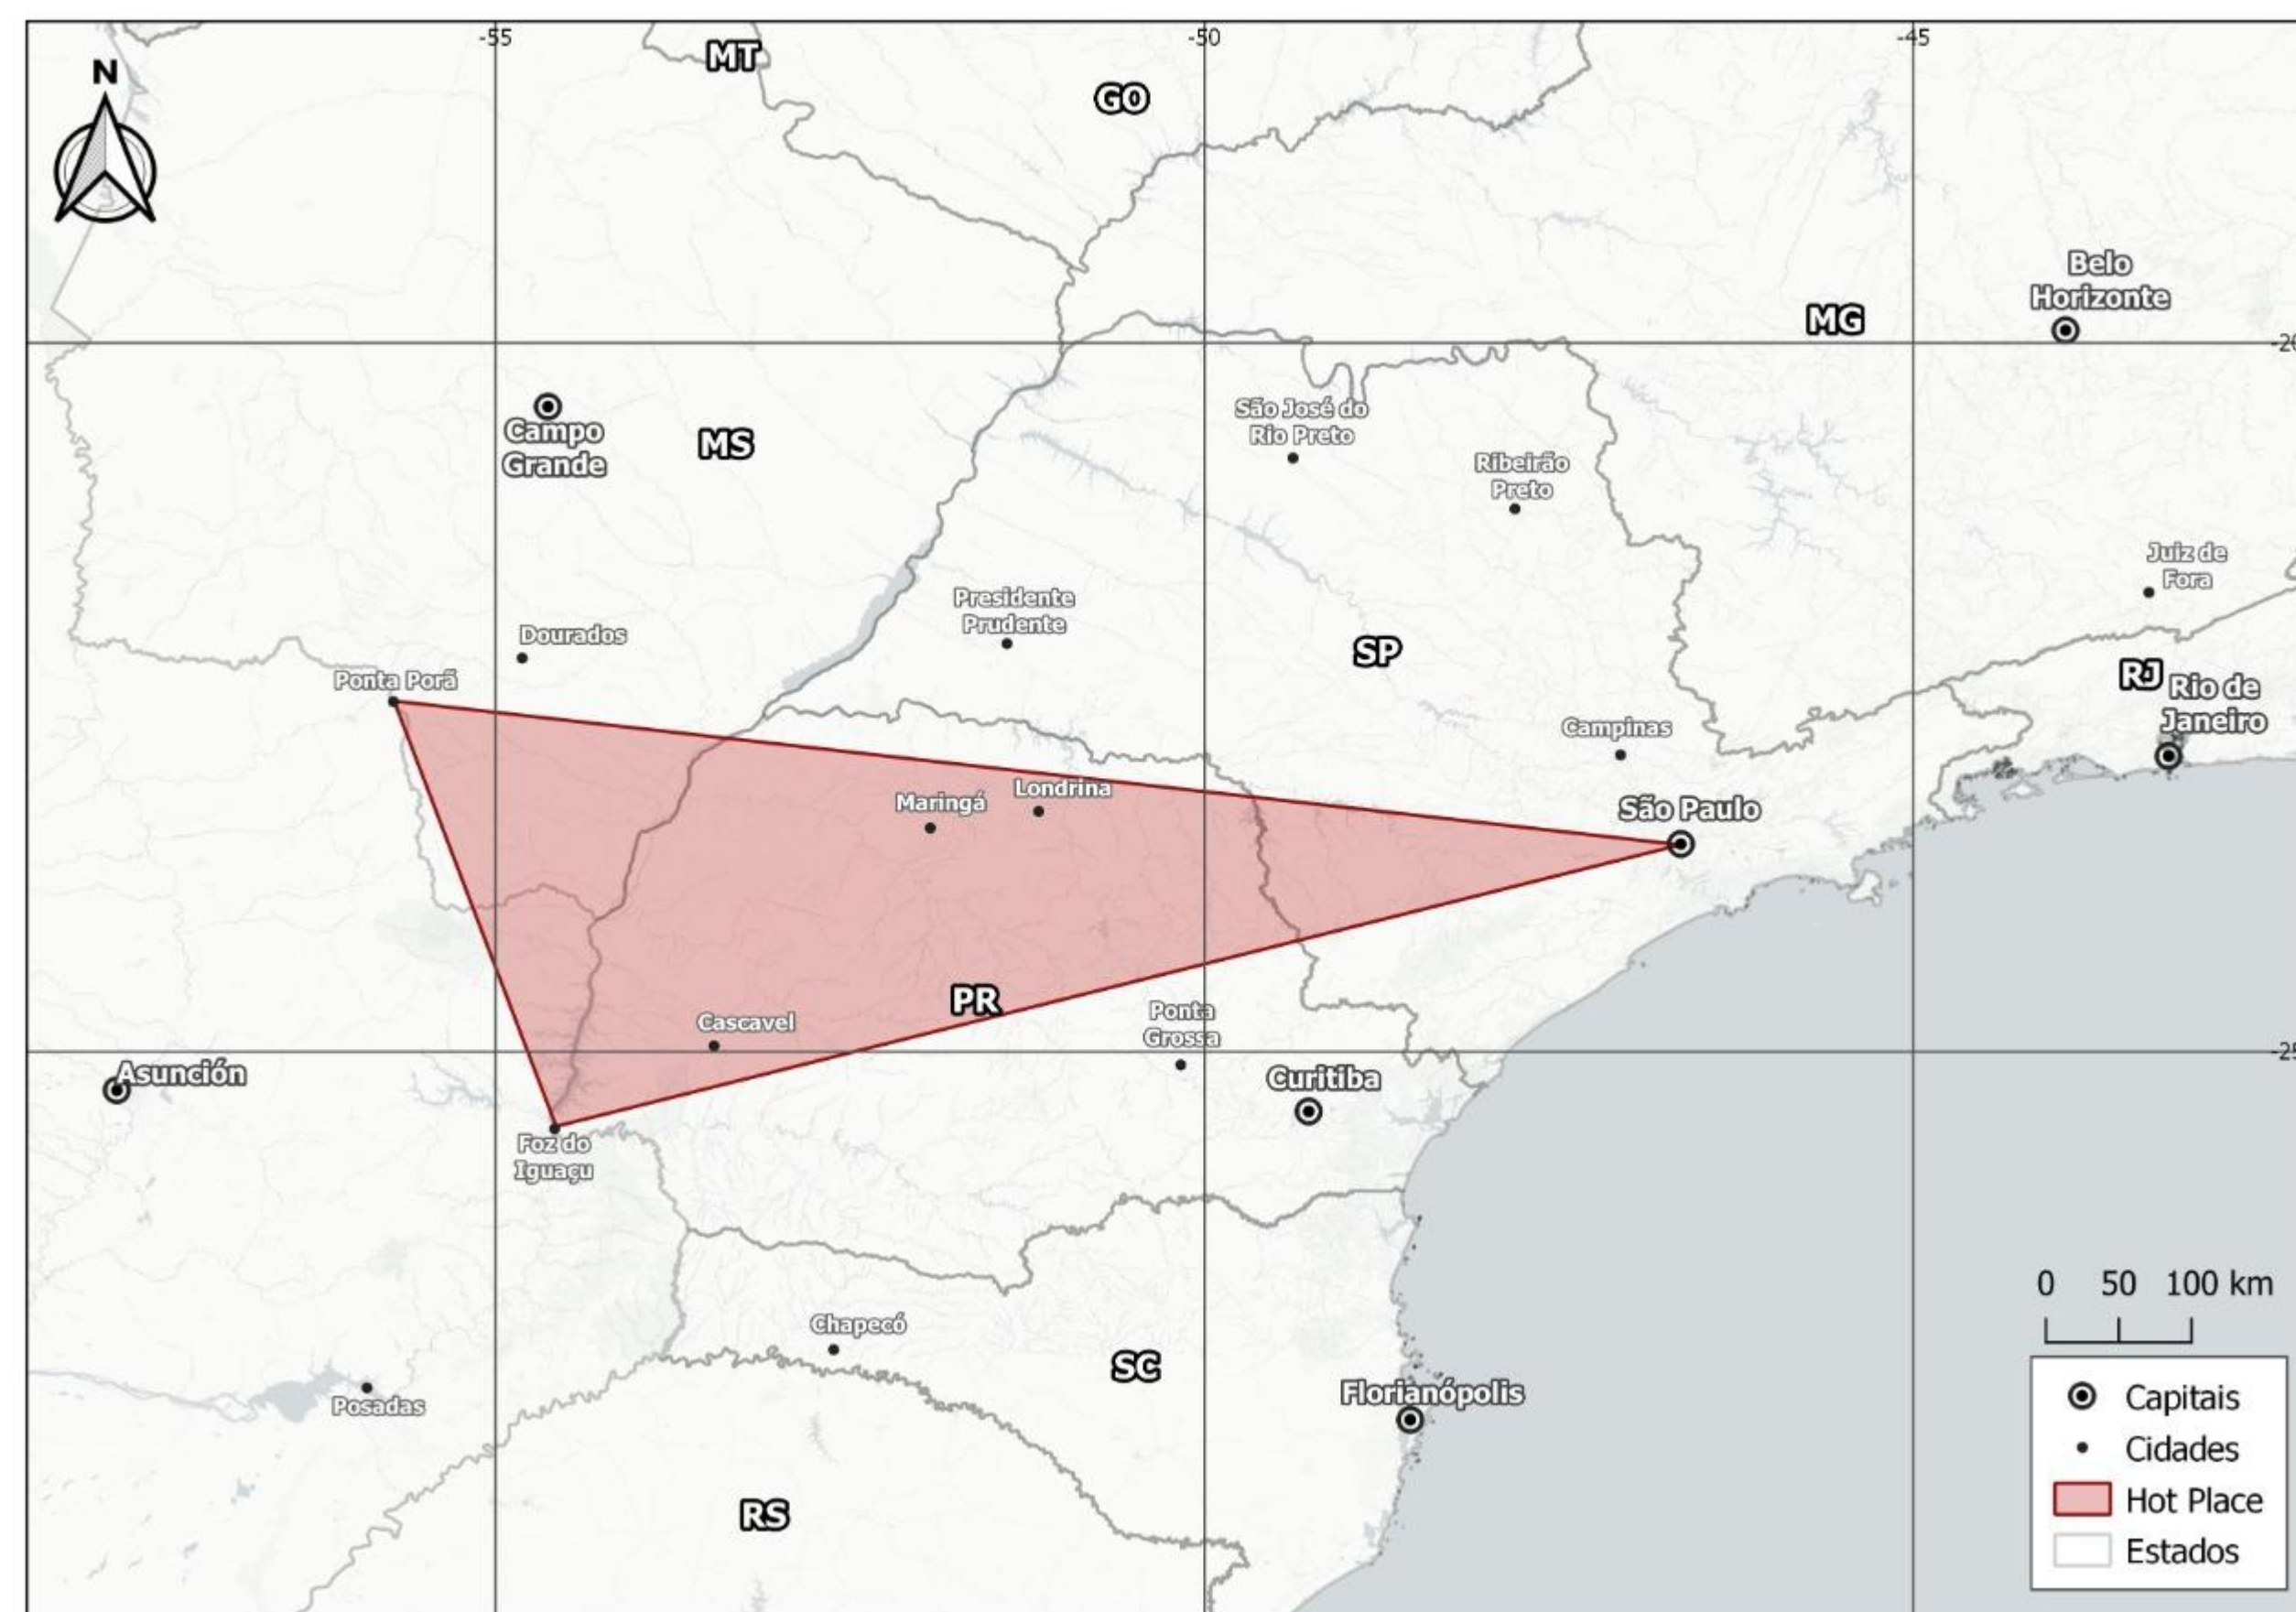 -55
-50
-45
N
MT
GO
Belo
Horizonte
MG
-20
Campo
Grande
MS
São José do
Rio Preto
Ribeirão
Preto
Juiz de
Fora
Presidente
Prudente
Dourados
SP
Ponta Porã
RJ
Rio de
Janeiro
Campinas
Maringá
Londrina
São Paulo
PR
Cascavel
Ponta
Grossa
-25
Asunción
Curitiba
Foz do
Iguaçu
0 50 100 km
Chapecó
SC
Posadas
Florianópolis
RS
Capitais
Cidades
Hot Place
Estados